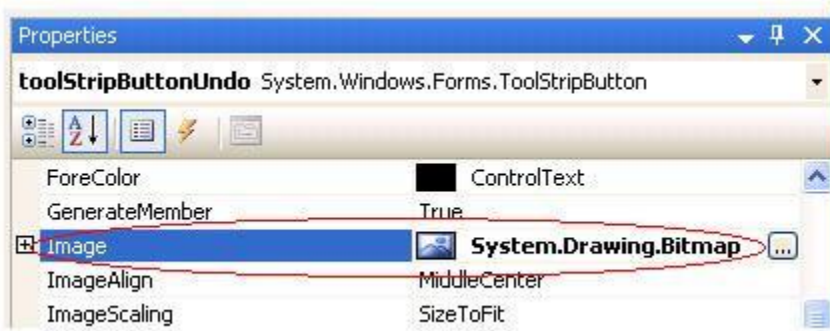 Properties
toolStripButtonUndo System.Windows.Forms.ToolStripButton
ForeColor ControlText
GenerateMember True
Image System.Drawing.Bitmap ...
ImageAlign MiddleCenter
ImageScaling SizeToFit